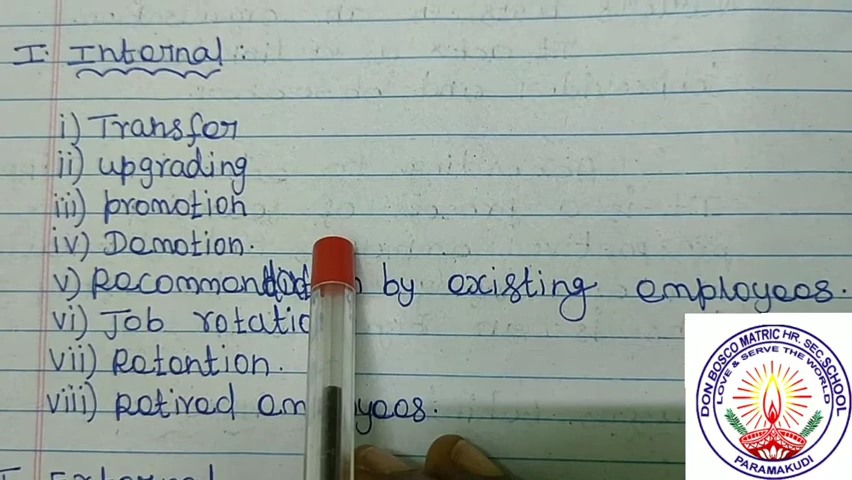 I. Internal:
i) Transfer
ii) upgrading
iii) promotion
iv) Demotion.
v) by existing employees.
vi) Job
vii) Retention.
viii) Retired
DON BOSCO MATRIC HR. SEC. SCHOOL
LOVE & SERVE THE WORLD
PARAMAKUDI